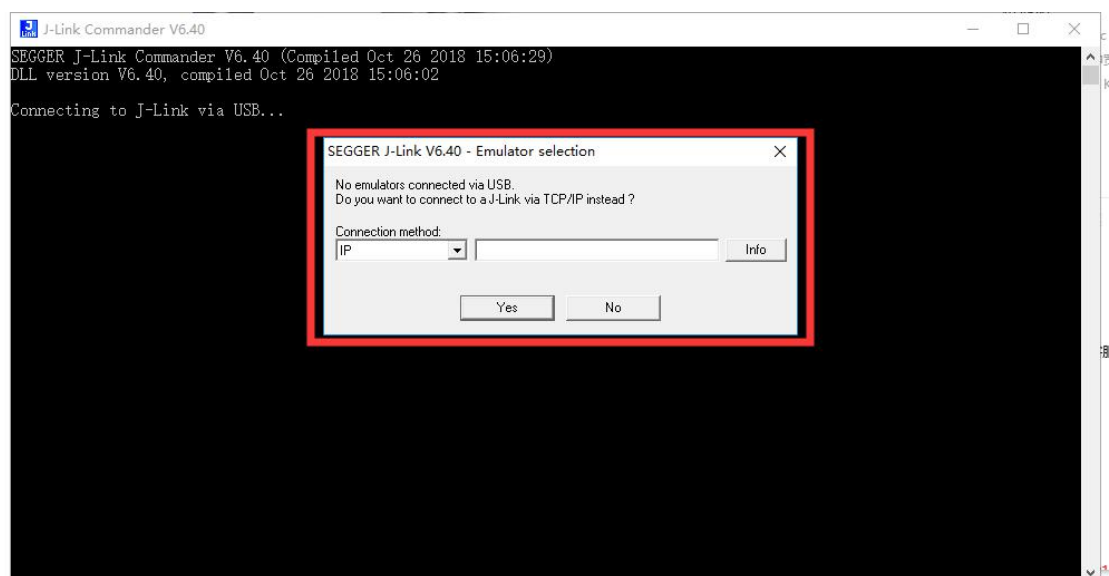 J-Link Commander V6.40
SEGGER J-Link Commander V6.40 (Compiled Oct 26 2018 15:06:29)
DLL version V6.40, compiled Oct 26 2018 15:06:02
Connecting to J-Link via USB...
SEGGER J-Link V6.40 - Emulator selection
No emulators connected via USB.
Do you want to connect to a J-Link via TCP/IP instead ?
Connection method:
IP
Info
Yes
No